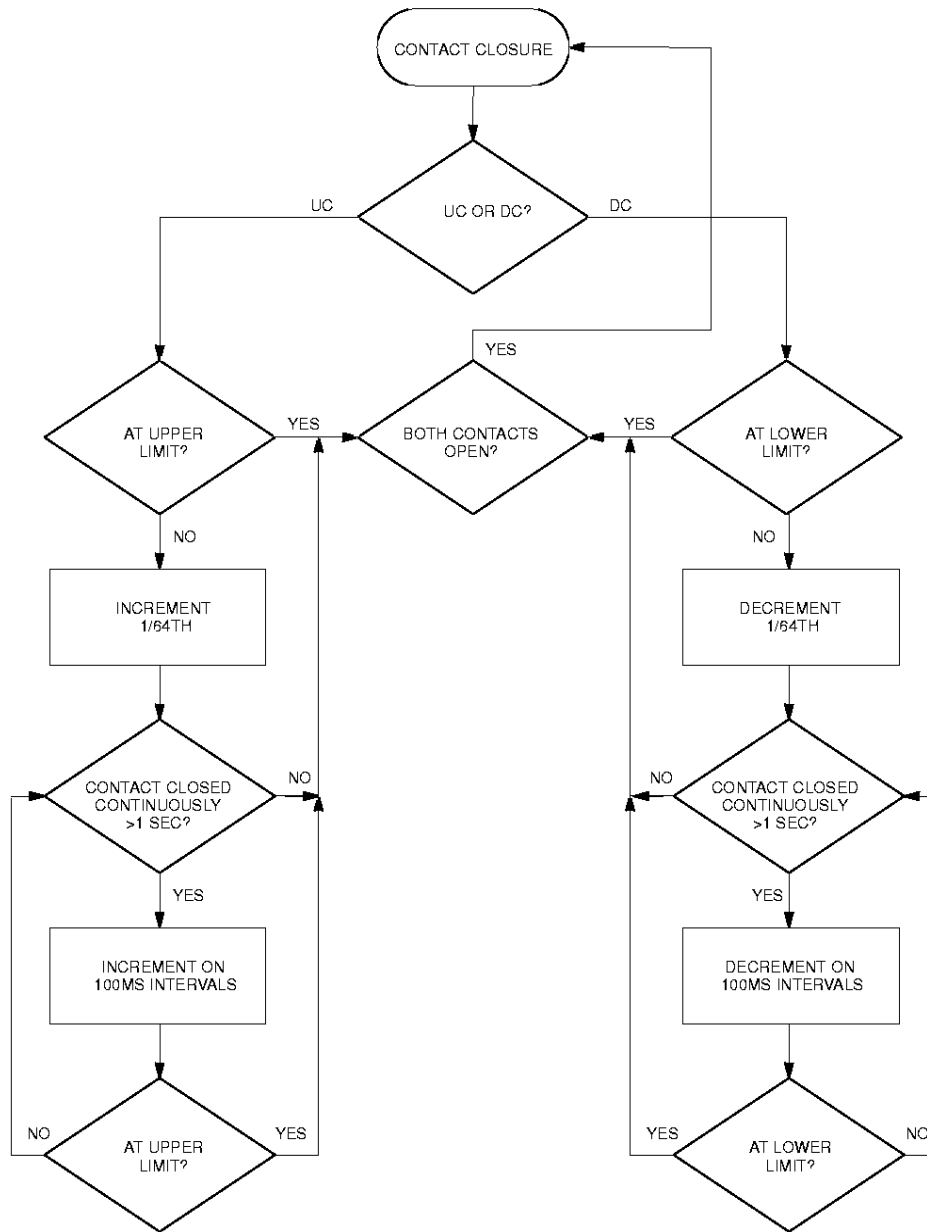 CONTACT CLOSURE
UC
UC OR DC?
DC
YES
AT UPPER
LIMIT?
YES
BOTH CONTACTS
OPEN?
YES
AT LOWER
LIMIT?
NO
NO
INCREMENT
1/64TH
DECREMENT
1/64TH
CONTACT CLOSED
CONTINUOUSLY
>1 SEC?
NO
NO
CONTACT CLOSED
CONTINUOUSLY
>1 SEC?
YES
YES
INCREMENT ON
100MS INTERVALS
DECREMENT ON
100MS INTERVALS
NO
AT UPPER
LIMIT?
YES
YES
AT LOWER
LIMIT?
NO